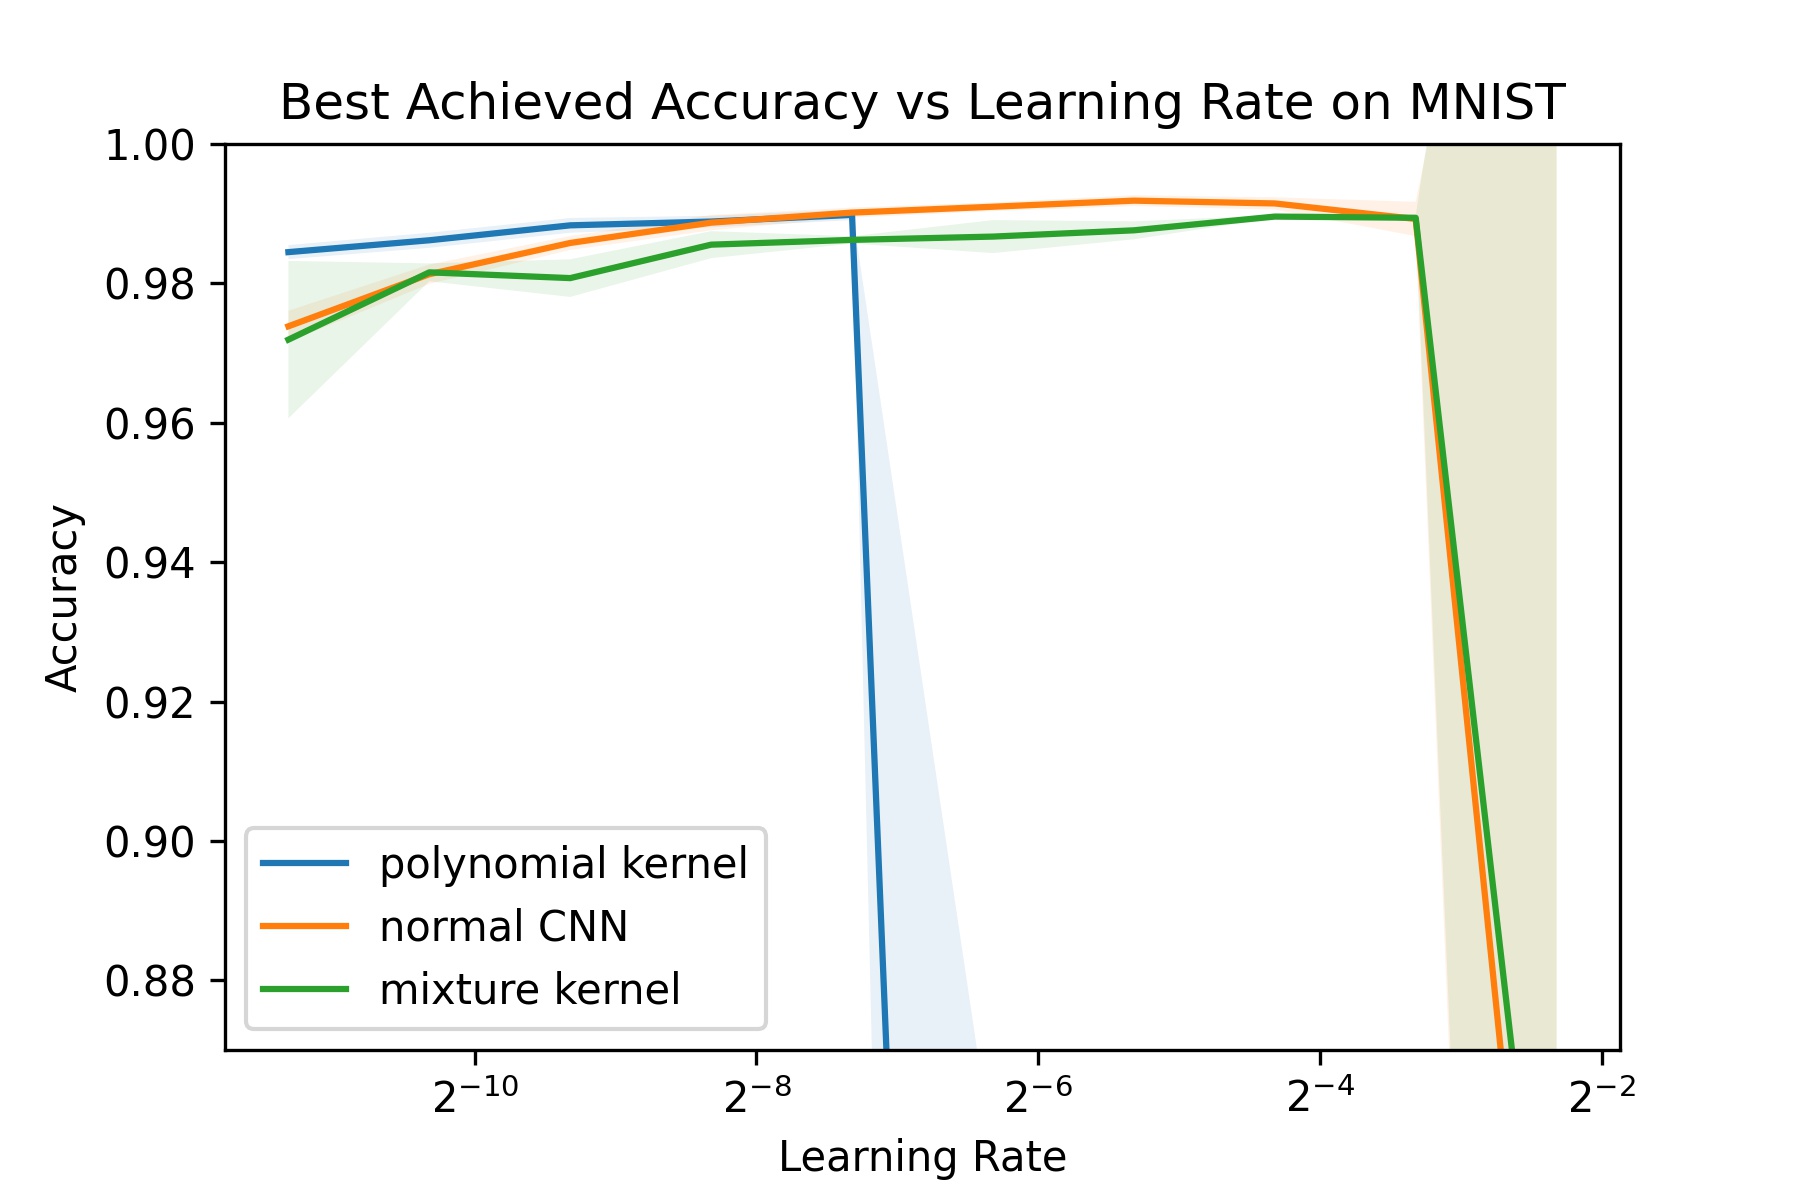 Best Achieved Accuracy vs Learning Rate on MNIST
1.00
0.98
0.96
0.94
0.92
0.90
0.88
Accuracy
polynomial kernel
normal CNN
mixture kernel
2⁻¹⁰ 2⁻⁸ 2⁻⁶ 2⁻⁴ 2⁻²
Learning Rate